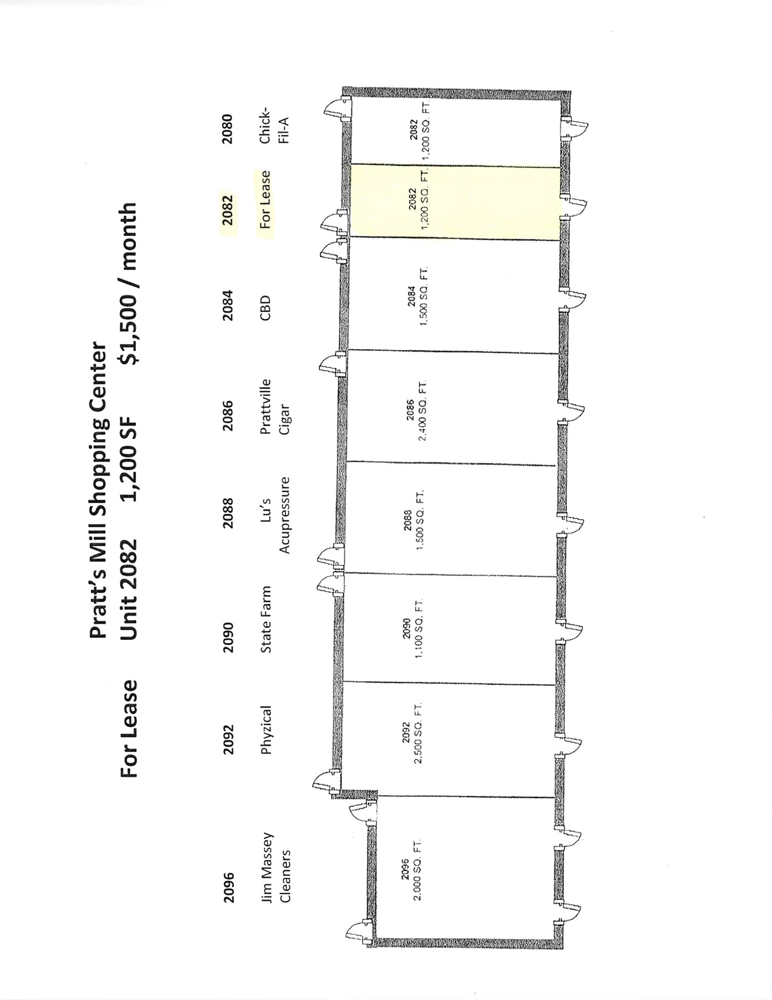 Pratt's Mill Shopping Center
For Lease Unit 2082 1,200 SF $1,500 / month
2096 2092 2090 2088 2086 2084 2082 2080
Jim Massey Phyzical State Farm Lu's Prattville CBD For Lease Chick-
Cleaners Acupressure Cigar Fil-A
2096
2,000 SQ. FT.
2092
2,500 SQ. FT.
2090
1,100 SQ. FT.
2088
1,500 SQ. FT.
2086
2,400 SQ. FT.
2084
1,500 SQ. FT.
2082
1,200 SQ. FT.
2082
1,200 SQ. FT.